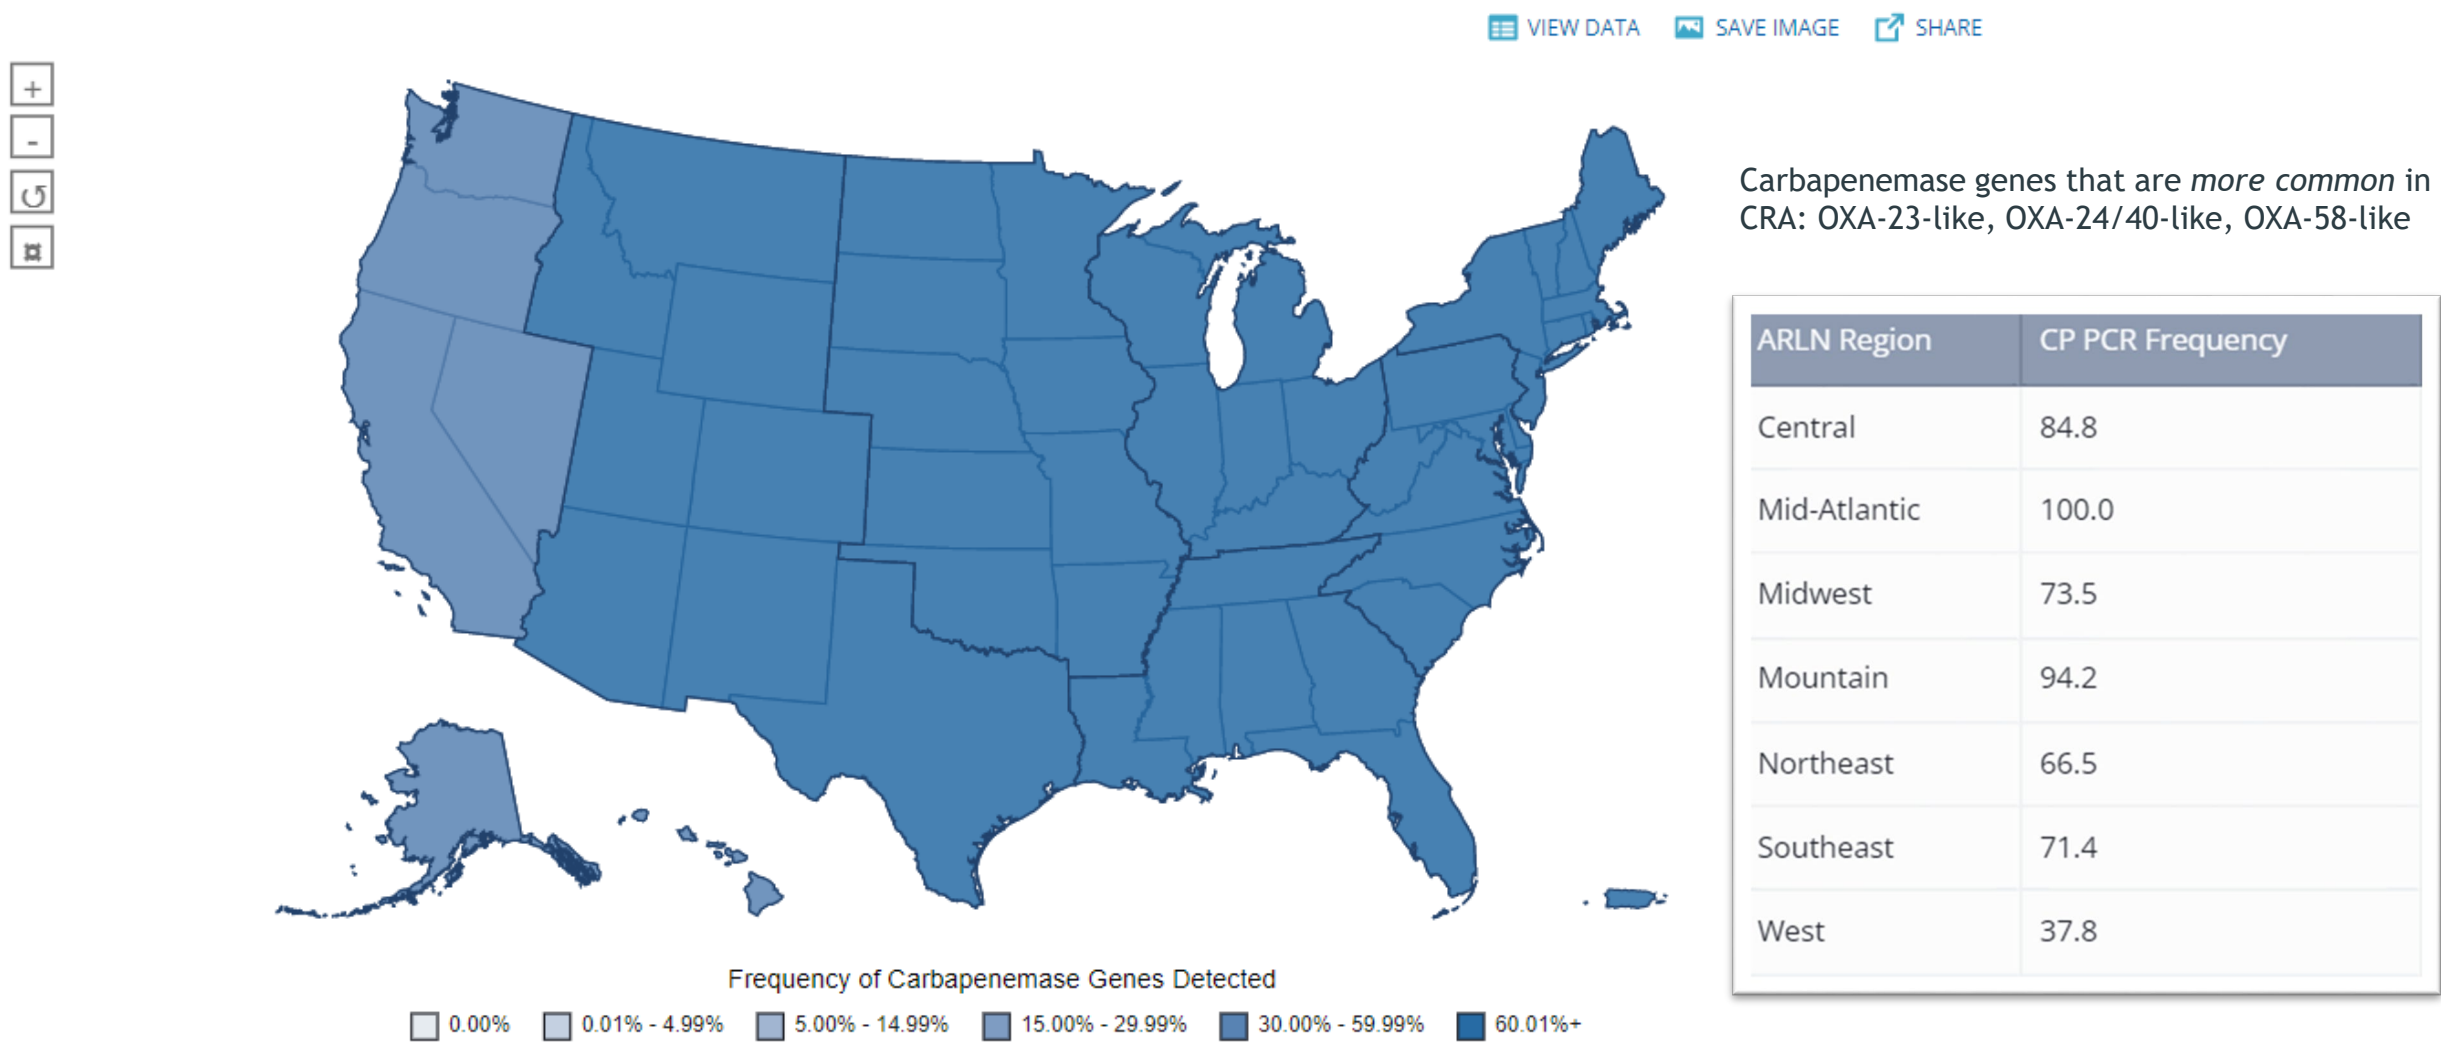 VIEW DATA SAVE IMAGE SHARE
+
-
Carbapenemase genes that are more common in
CRA: OXA-23-like, OXA-24/40-like, OXA-58-like
ARLN Region CP PCR Frequency
Central 84.8
Mid-Atlantic 100.0
Midwest 73.5
Mountain 94.2
Northeast 66.5
Southeast 71.4
West 37.8
Frequency of Carbapenemase Genes Detected
0.00% 0.01% - 4.99% 5.00% - 14.99% 15.00% - 29.99% 30.00% - 59.99% 60.01%+